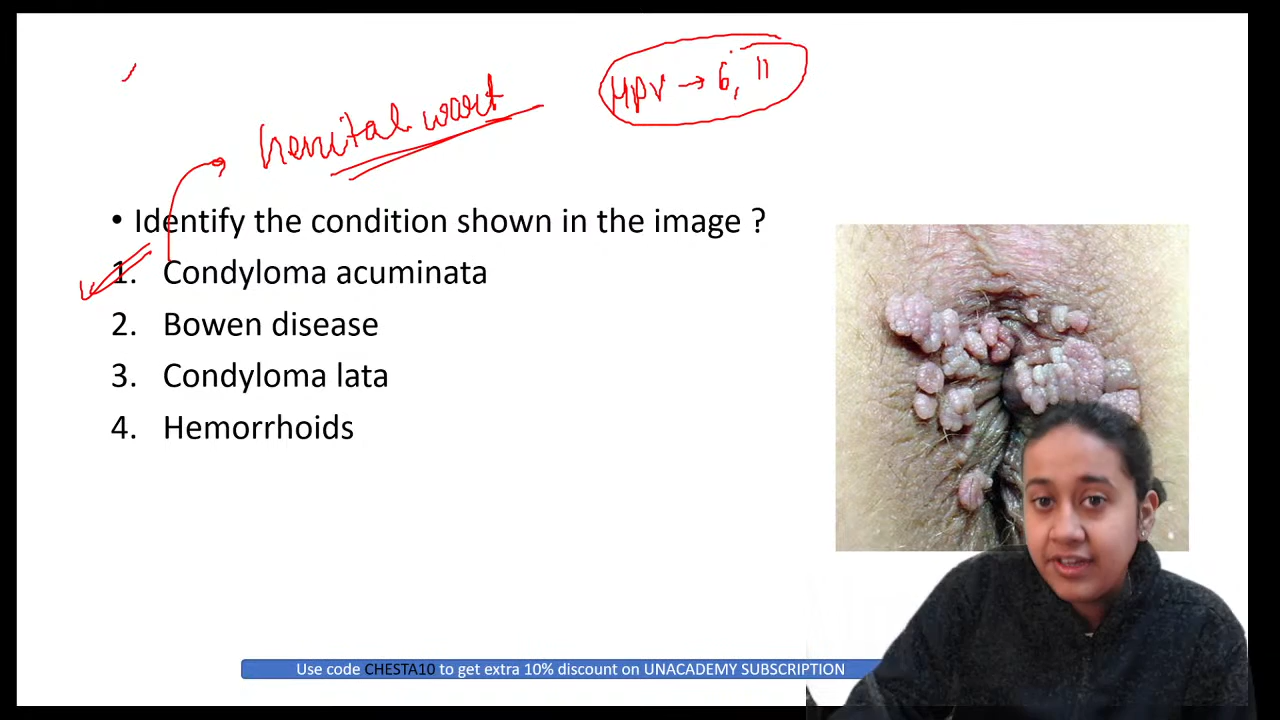 HPV → 6, 11
Genital wart
• Identify the condition shown in the image ?
1. Condyloma acuminata
2. Bowen disease
3. Condyloma lata
4. Hemorrhoids
Use code CHESTA10 to get extra 10% discount on UNACADEMY SUBSCRIPTION